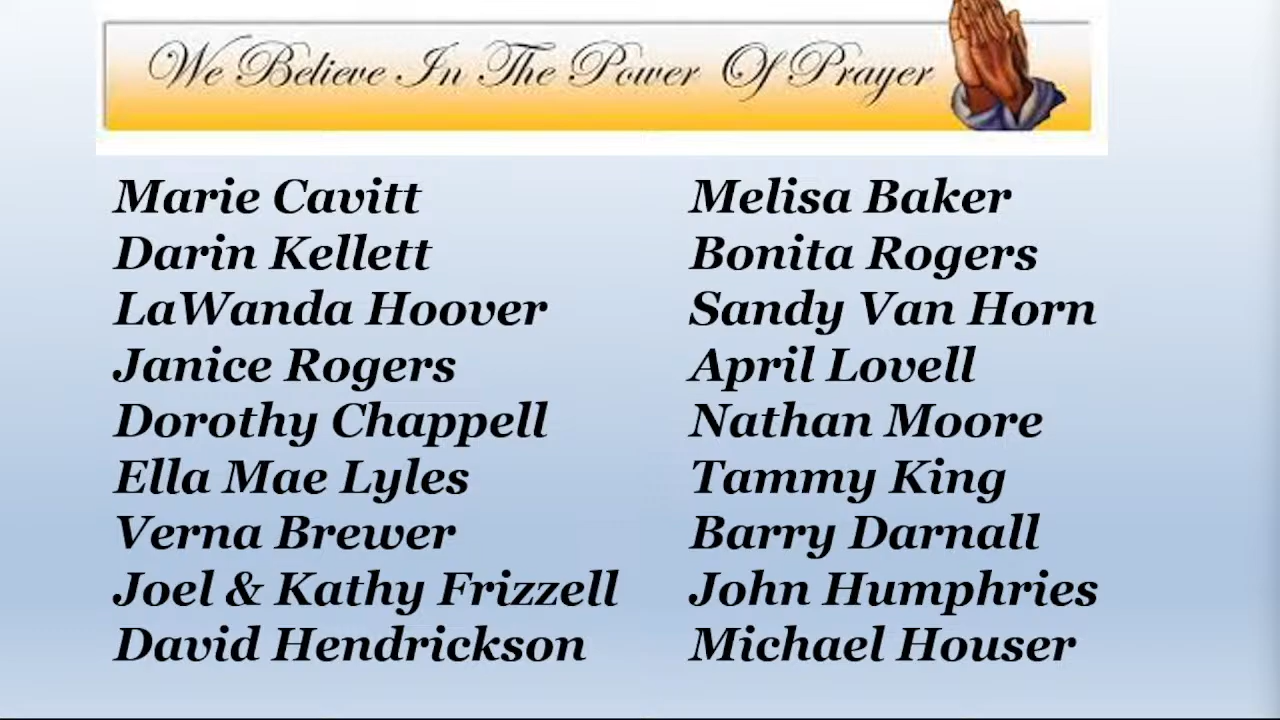 We Believe In The Power Of Prayer
Marie Cavitt
Darin Kellett
LaWanda Hoover
Janice Rogers
Dorothy Chappell
Ella Mae Lyles
Verna Brewer
Joel & Kathy Frizzell
David Hendrickson
Melisa Baker
Bonita Rogers
Sandy Van Horn
April Lovell
Nathan Moore
Tammy King
Barry Darnall
John Humphries
Michael Houser